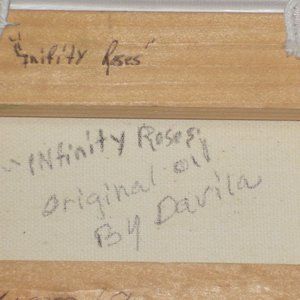 "Infinity Roses"
"INfinity Roses"
original oil
By Davila